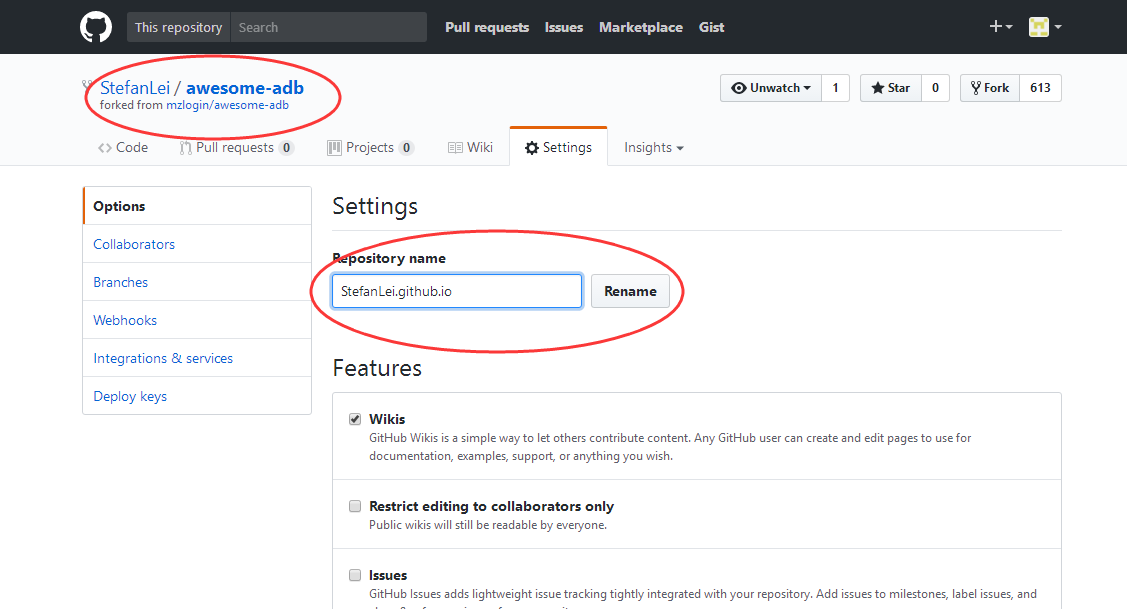 This repository Search Pull requests Issues Marketplace Gist
StefanLei / awesome-adb
forked from mzlogin/awesome-adb
Unwatch 1 Star 0 Fork 613
Code Pull requests 0 Projects 0 Wiki Settings Insights
Options
Collaborators
Branches
Webhooks
Integrations & services
Deploy keys
Settings
Repository name
StefanLei.github.io Rename
Features
Wikis
GitHub Wikis is a simple way to let others contribute content. Any GitHub user can create and edit pages to use for
documentation, examples, support, or anything you wish.
Restrict editing to collaborators only
Public wikis will still be readable by everyone.
Issues
GitHub Issues adds lightweight issue tracking tightly integrated with your repository. Add issues to milestones, label issues, and